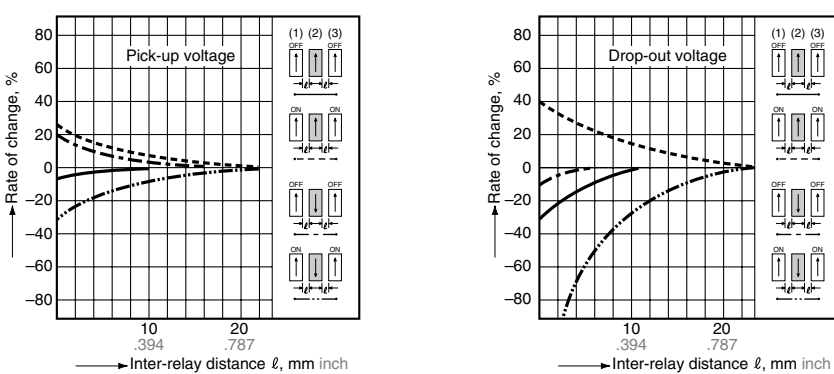 Pick-up voltage
Rate of change, %
80
60
40
20
0
–20
–40
–60
–80
10
.394
20
.787
Inter-relay distance ℓ, mm inch
(1) (2) (3)
OFF OFF
ℓ ℓ
ON ON
ℓ ℓ
OFF OFF
ℓ ℓ
ON ON
ℓ ℓ
Drop-out voltage
Rate of change, %
80
60
40
20
0
–20
–40
–60
–80
10
.394
20
.787
Inter-relay distance ℓ, mm inch
(1) (2) (3)
OFF OFF
ℓ ℓ
ON ON
ℓ ℓ
OFF OFF
ℓ ℓ
ON ON
ℓ ℓ